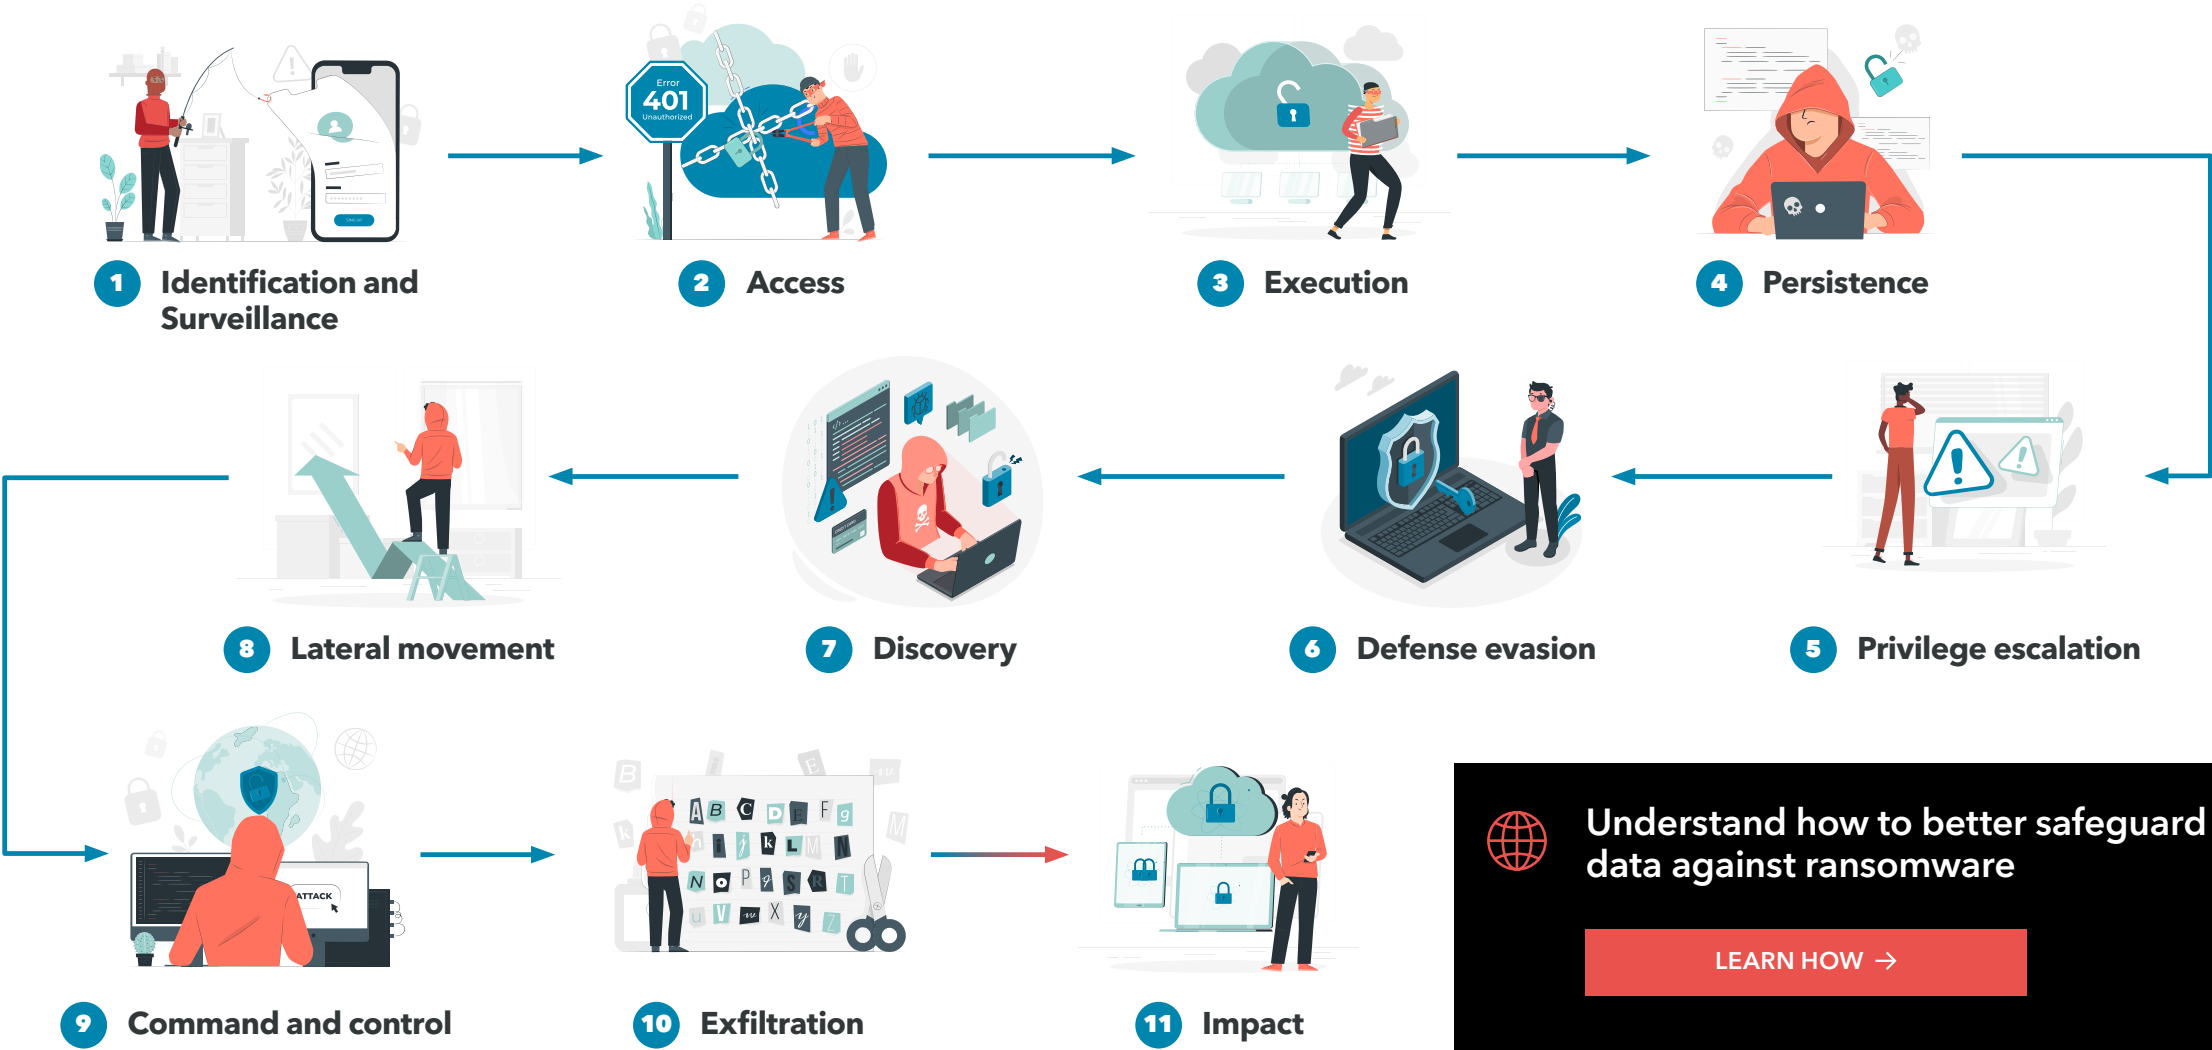 Error
401
Unauthorized
1 Identification and
Surveillance
2 Access
3 Execution
4 Persistence
8 Lateral movement
7 Discovery
6 Defense evasion
5 Privilege escalation
ATTACK
B i E w
k M
A B C D E F g
i j k L M N
N o P q S R T
u V w X y Z
9 Command and control
10 Exfiltration
11 Impact
Understand how to better safeguard
data against ransomware
LEARN HOW →